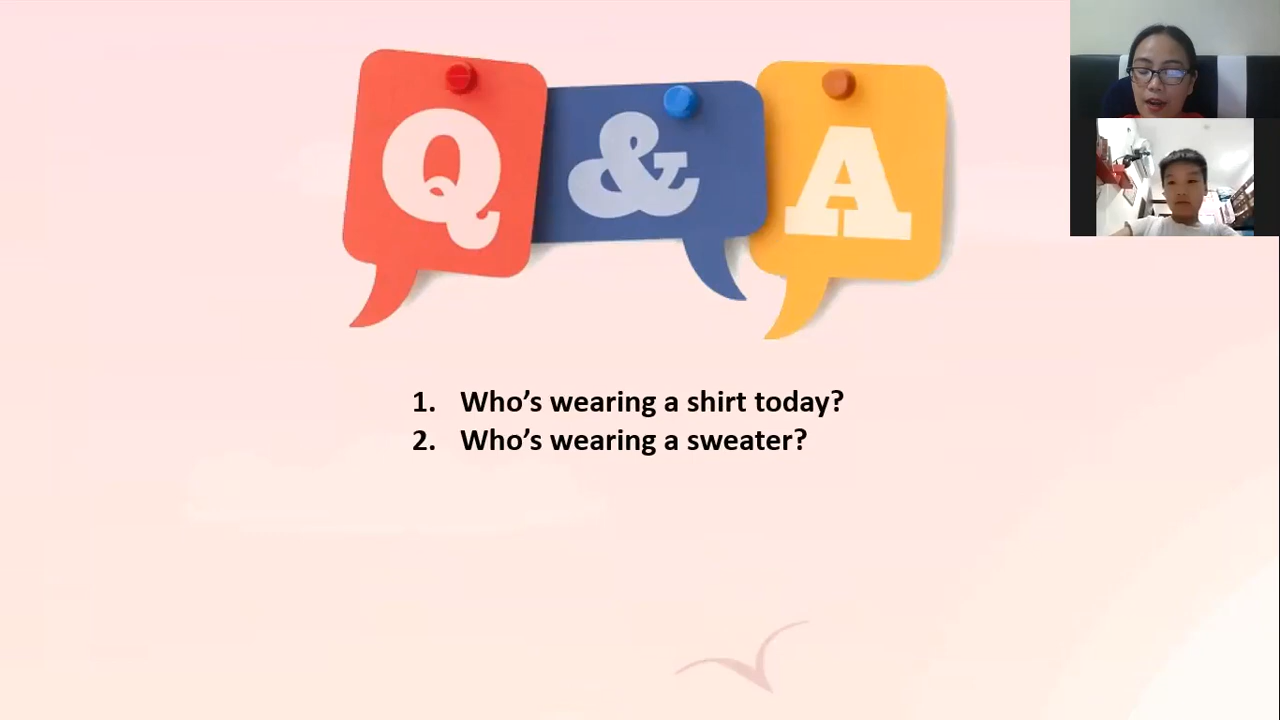 Q & A
1. Who’s wearing a shirt today?
2. Who’s wearing a sweater?